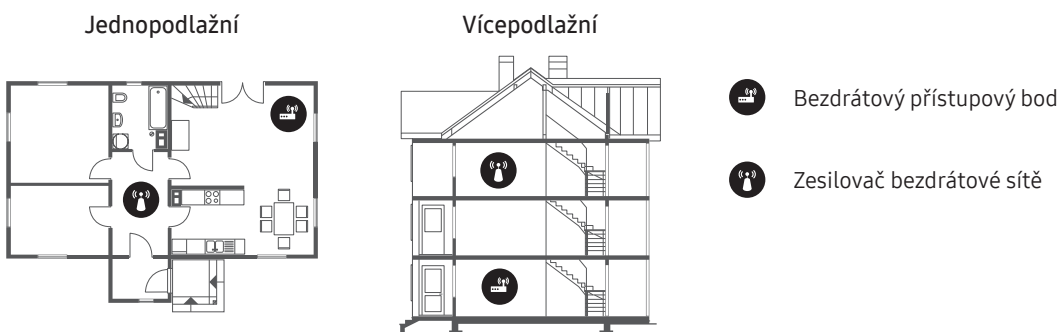 Jednopodlažní
Vícepodlažní
Bezdrátový přístupový bod
Zesilovač bezdrátové sítě